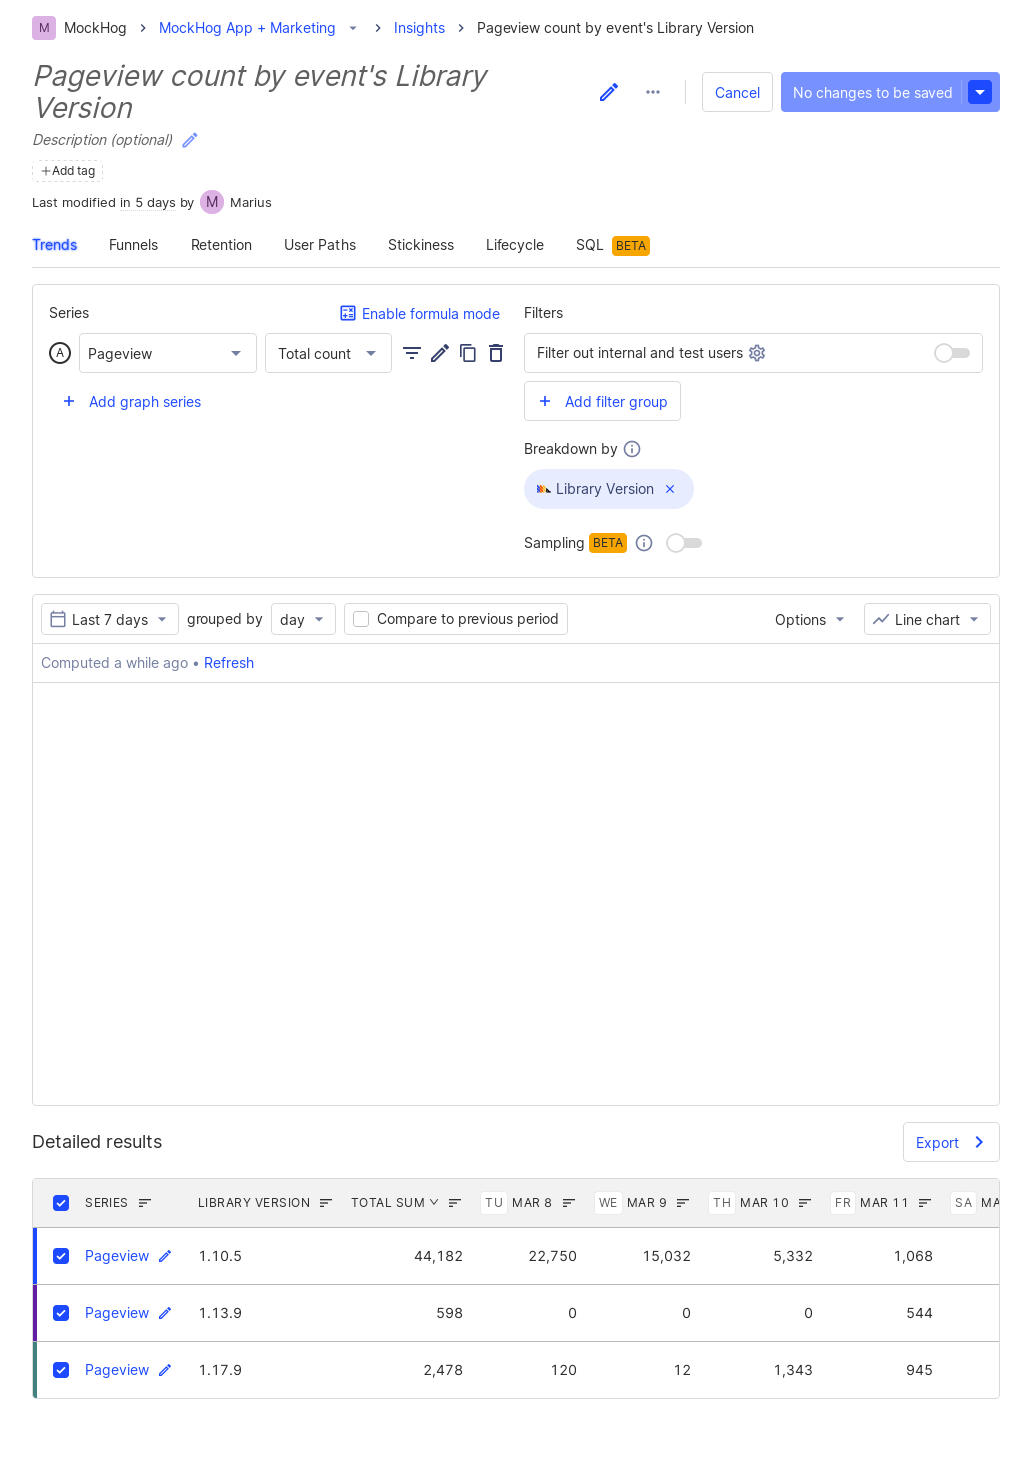 M MockHog MockHog App + Marketing Insights Pageview count by event's Library Version
Pageview count by event's Library
Version
Cancel No changes to be saved
Description (optional)
Add tag
Last modified in 5 days by M Marius
Trends Funnels Retention User Paths Stickiness Lifecycle SQL BETA
Series Enable formula mode
A Pageview Total count
+ Add graph series
Filters
Filter out internal and test users
+ Add filter group
Breakdown by
Library Version
Sampling BETA
Last 7 days grouped by day Compare to previous period Options Line chart
Computed a while ago • Refresh
Detailed results Export
SERIES LIBRARY VERSION TOTAL SUM TU MAR 8 WE MAR 9 TH MAR 10 FR MAR 11 SA MA
Pageview 1.10.5 44,182 22,750 15,032 5,332 1,068
Pageview 1.13.9 598 0 0 0 544
Pageview 1.17.9 2,478 120 12 1,343 945